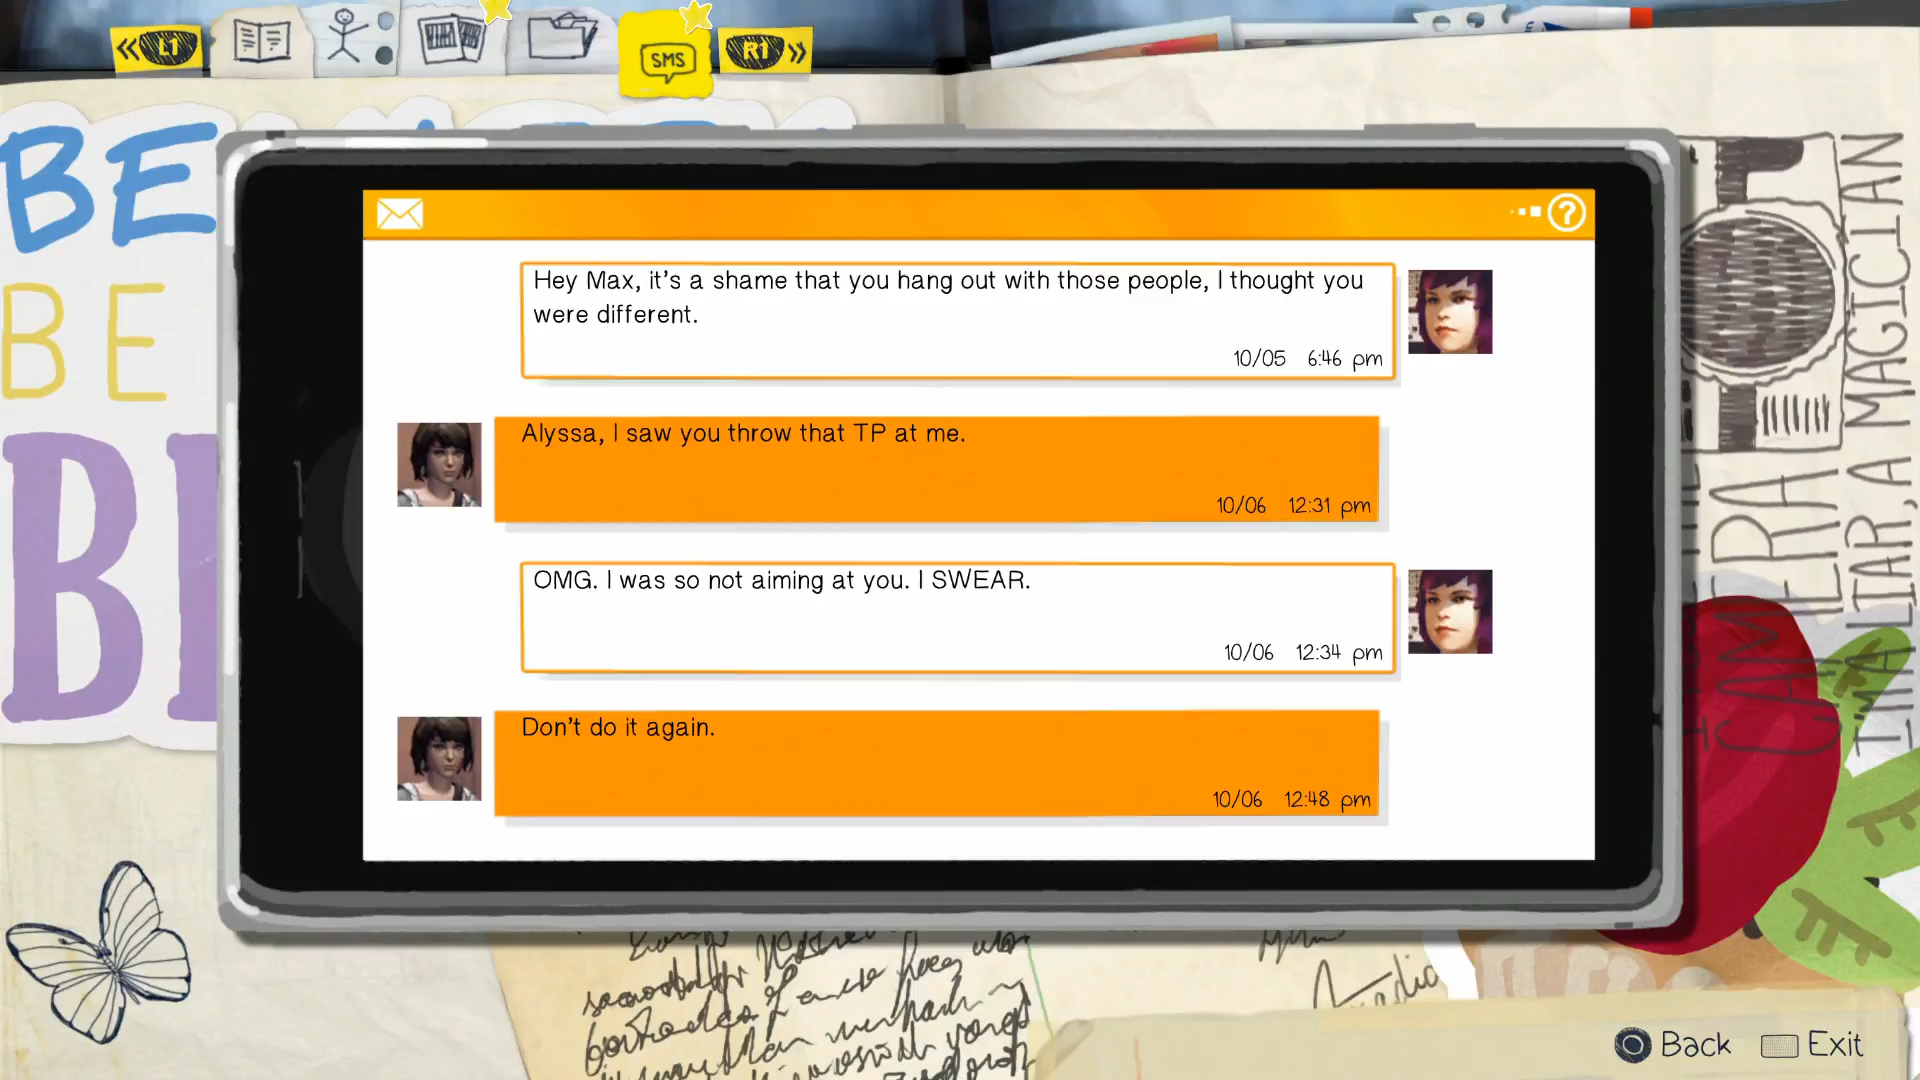 L1
SMS
R1
BE
BE
Hey Max, it's a shame that you hang out with those people, I thought you
were different.
10/05 6:46 pm
Alyssa, I saw you throw that TP at me.
10/06 12:31 pm
OMG. I was so not aiming at you. I SWEAR.
10/06 12:34 pm
Don't do it again.
10/06 12:48 pm
CAMERA
I'M A LIAR, A MAGICIAN
Back
Exit